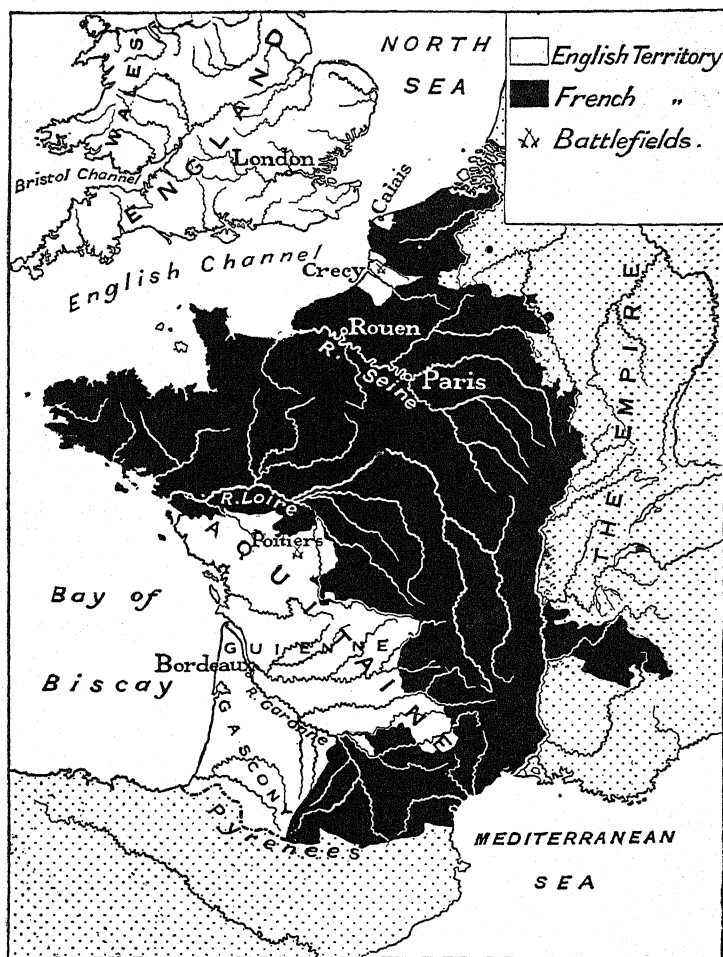 NORTH
SEA
English Territory
French "
Battlefields.
WALES
ENGLAND
London
Bristol Channel
Calais
English Channel
Crecy
Rouen
R. Seine
Paris
THE EMPIRE
R. Loire
AQUITAINE
Poitiers
Bay of
Biscay
GUIENNE
Bordeaux
R. Garonne
GASCON
Pyrenees
MEDITERRANEAN
SEA